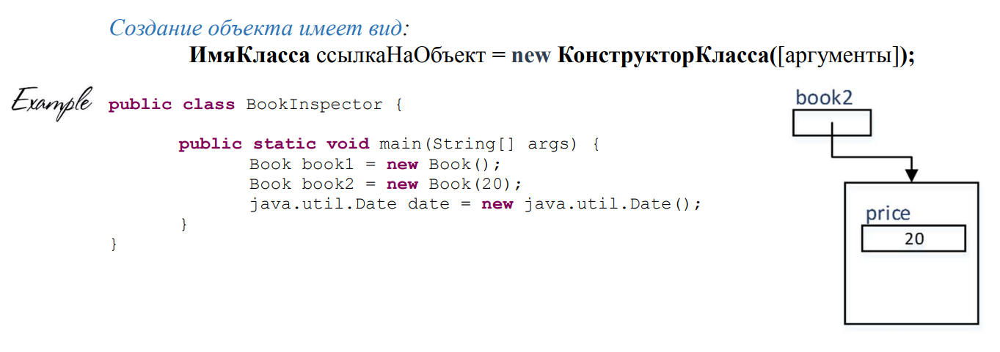 Создание объекта имеет вид:
ИмяКласса ссылкаНаОбъект = new КонструкторКласса([аргументы]);
Example
public class BookInspector {
public static void main(String[] args) {
Book book1 = new Book();
Book book2 = new Book(20);
java.util.Date date = new java.util.Date();
}
}
book2
price
20